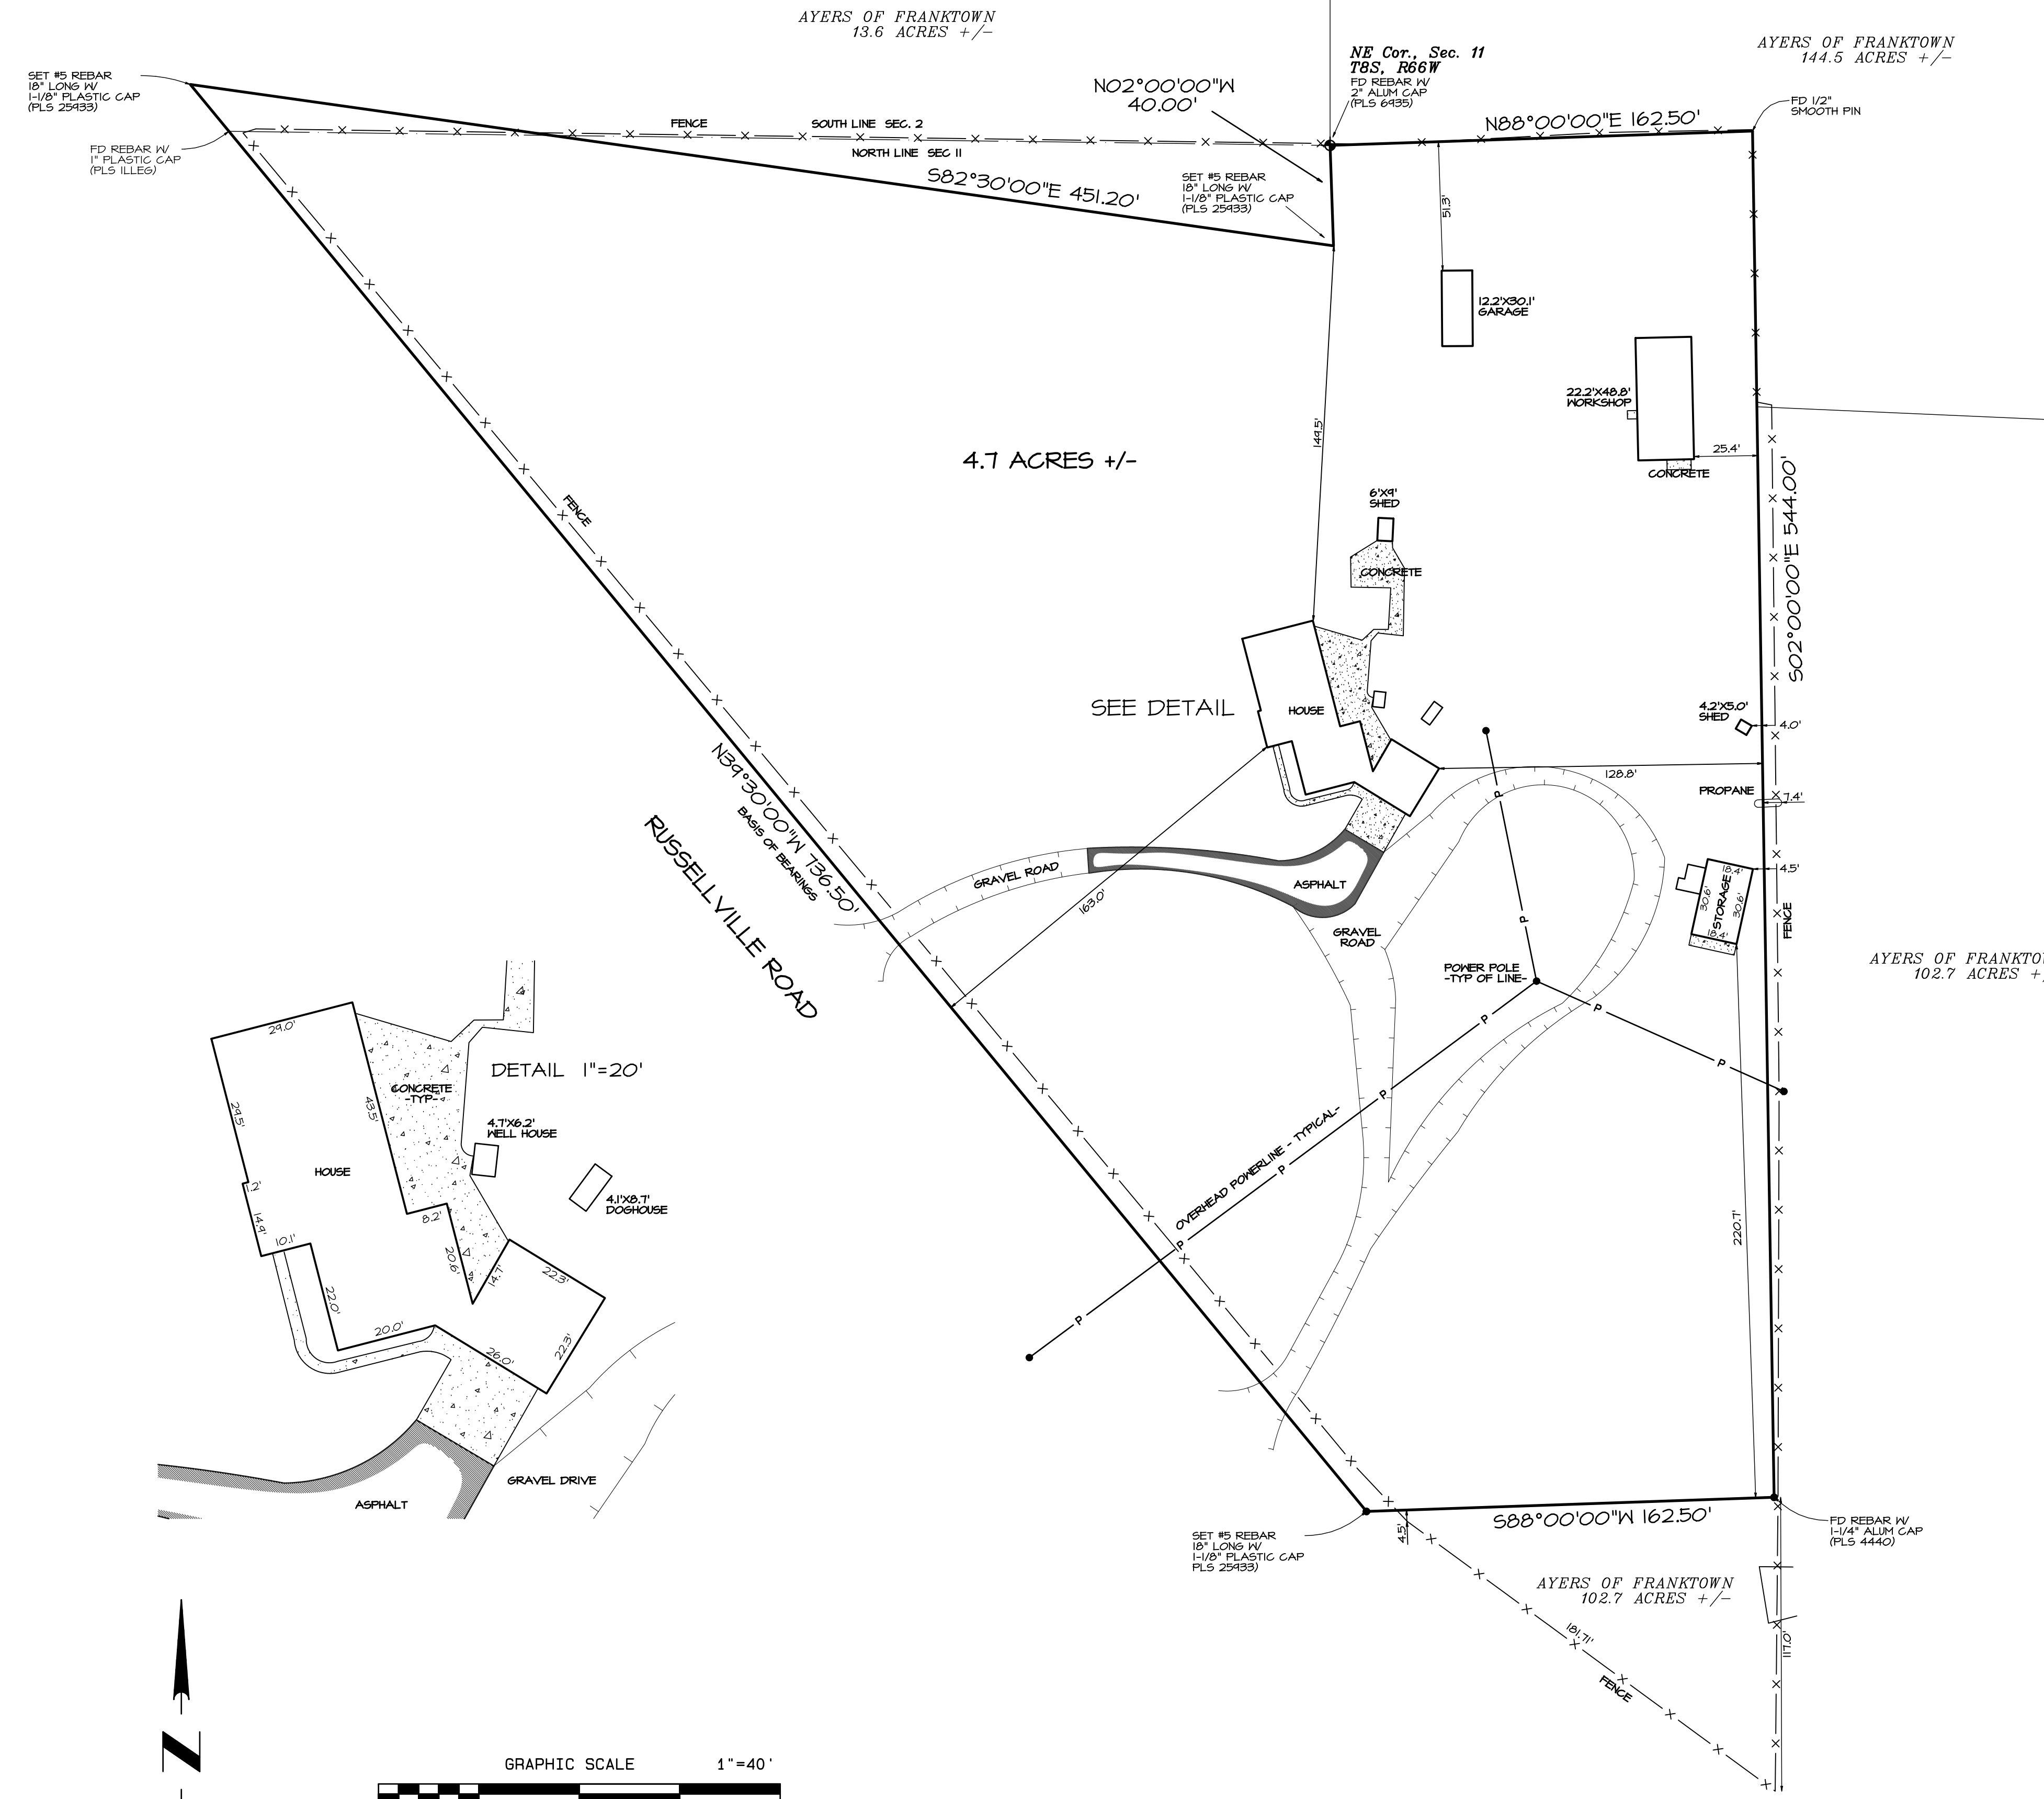 AYERS OF FRANKTOWN
13.6 ACRES +/-
NE Cor., Sec. 11
T8S, R66W
FD REBAR W/
2" ALUM CAP
(PLS 6935)
AYERS OF FRANKTOWN
144.5 ACRES +/-
SET #5 REBAR
18" LONG W/
1-1/8" PLASTIC CAP
(PLS 25933)
N02°00'00"W
40.00'
FD 1/2"
SMOOTH PIN
N88°00'00"E 162.50'
FENCE
SOUTH LINE SEC. 2
FD REBAR W/
1" PLASTIC CAP
(PLS ILLEG)
NORTH LINE SEC 11
S82°30'00"E 451.20'
SET #5 REBAR
18" LONG W/
1-1/8" PLASTIC CAP
(PLS 25933)
51.3'
12.2'X30.1'
GARAGE
22.2'X48.8'
WORKSHOP
149.5'
25.4'
CONCRETE
4.7 ACRES +/-
S02°00'00"E 544.00'
6'X9'
SHED
FENCE
CONCRETE
SEE DETAIL
HOUSE
4.2'X5.0'
SHED
4.0'
128.8'
PROPANE
7.4'
N39°30'00"W 736.50'
BASIS OF BEARINGS
RUSSELLVILLE ROAD
GRAVEL ROAD
ASPHALT
163.0'
4.5'
18.4'
30.6'
STORAGE
30.6'
18.4'
FENCE
GRAVEL
ROAD
POWER POLE
-TYP OF LINE-
AYERS OF FRANKTOW
102.7 ACRES +/
P
P
P
P
P
P
P
P
P
OVERHEAD POWERLINE - TYPICAL-
220.7'
29.0'
DETAIL 1"=20'
CONCRETE
-TYP-
29.5'
43.5'
4.7'X6.2'
WELL HOUSE
HOUSE
1.2'
4.1'X8.7'
DOGHOUSE
14.9'
8.2'
10.1'
20.6'
14.7'
22.3'
22.0'
20.0'
26.0'
22.3'
GRAVEL DRIVE
ASPHALT
S88°00'00"W 162.50'
4.5'
SET #5 REBAR
18" LONG W/
1-1/8" PLASTIC CAP
PLS 25933)
FD REBAR W/
1-1/4" ALUM CAP
(PLS 4440)
AYERS OF FRANKTOWN
102.7 ACRES +/-
181.71'
117.0'
FENCE
N
GRAPHIC SCALE 1"=40'